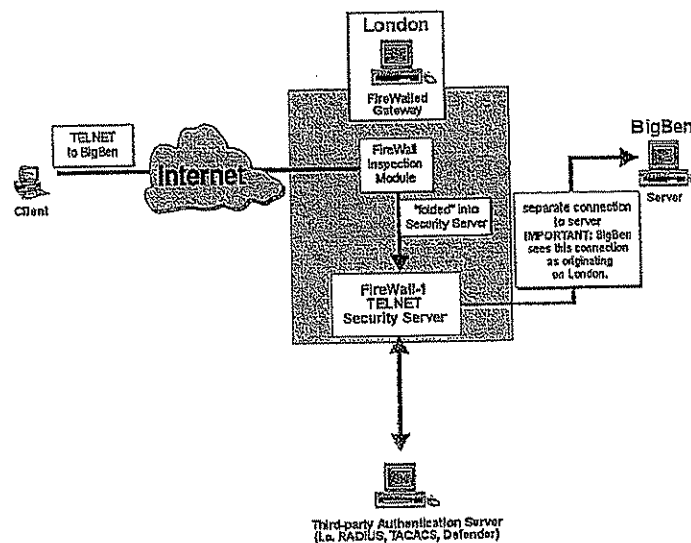 London
FireWalled
Gateway
TELNET
to BigBen
Internet
Client
FireWall
Inspection
Module
"folded" into
Security Server
FireWall-1
TELNET
Security Server
BigBen
Server
separate connection
to server
IMPORTANT: BigBen
sees this connection
as originating
on London.
Third-party Authentication Server
(i.e. RADIUS, TACACS, Defender)